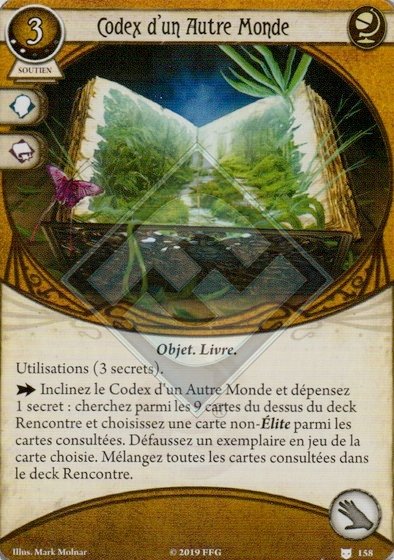 3
Codex d'un Autre Monde
SOUTIEN
Objet. Livre.
Utilisations (3 secrets).
Inclinez le Codex d'un Autre Monde et dépensez
1 secret : cherchez parmi les 9 cartes du dessus du deck
Rencontre et choisissez une carte non-Élite parmi les
cartes consultées. Défaussez un exemplaire en jeu de la
carte choisie. Mélangez toutes les cartes consultées dans
le deck Rencontre.
Illus. Mark Molnar
© 2019 FFG
158